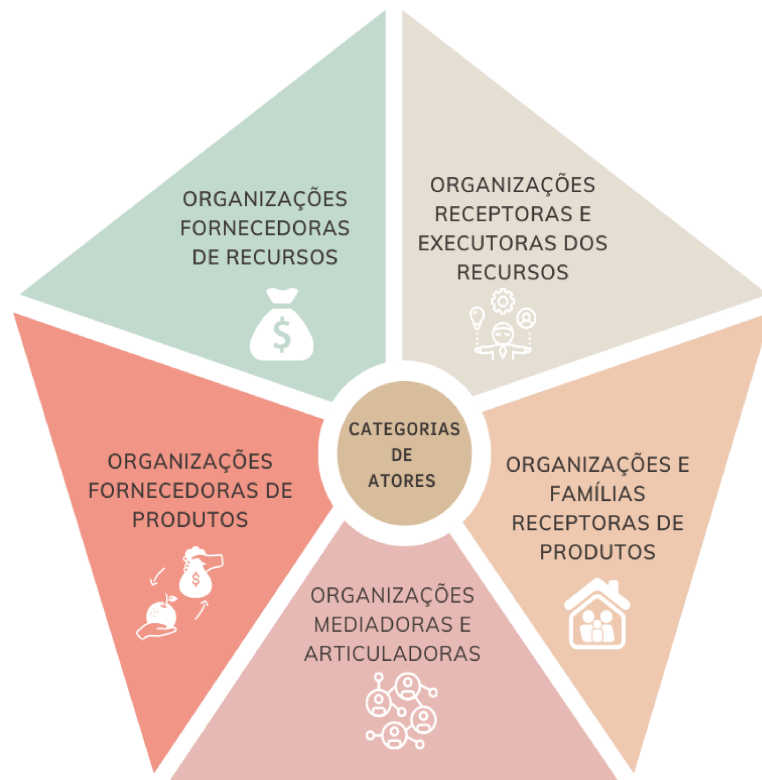 ORGANIZAÇÕES
FORNECEDORAS
DE RECURSOS
$
ORGANIZAÇÕES
RECEPTORAS E
EXECUTORAS DOS
RECURSOS
ORGANIZAÇÕES
FORNECEDORAS DE
PRODUTOS
$
CATEGORIAS
DE
ATORES
ORGANIZAÇÕES E
FAMÍLIAS
RECEPTORAS DE
PRODUTOS
ORGANIZAÇÕES
MEDIADORAS E
ARTICULADORAS